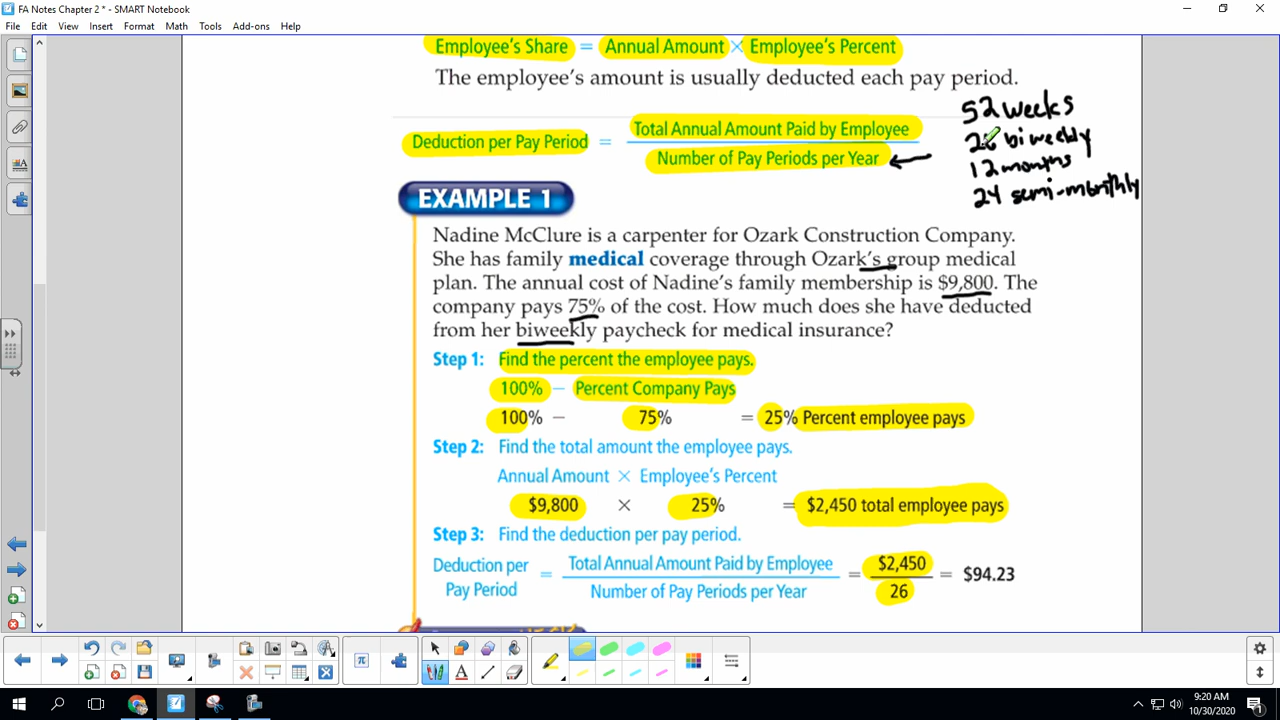 FA Notes Chapter 2 * - SMART Notebook
File Edit View Insert Format Math Tools Add-ons Help
Employee's Share = Annual Amount × Employee's Percent
The employee's amount is usually deducted each pay period.
52 weeks
Deduction per Pay Period = Total Annual Amount Paid by Employee
Number of Pay Periods per Year
26 biweekly
12 months
24 semi-monthly
EXAMPLE 1
Nadine McClure is a carpenter for Ozark Construction Company.
She has family medical coverage through Ozark's group medical
plan. The annual cost of Nadine's family membership is $9,800. The
company pays 75% of the cost. How much does she have deducted
from her biweekly paycheck for medical insurance?
Step 1: Find the percent the employee pays.
100% − Percent Company Pays
100% − 75% = 25% Percent employee pays
Step 2: Find the total amount the employee pays.
Annual Amount × Employee's Percent
$9,800 × 25% = $2,450 total employee pays
Step 3: Find the deduction per pay period.
Deduction per Pay Period = Total Annual Amount Paid by Employee / Number of Pay Periods per Year = $2,450 / 26 = $94.23
9:20 AM
10/30/2020